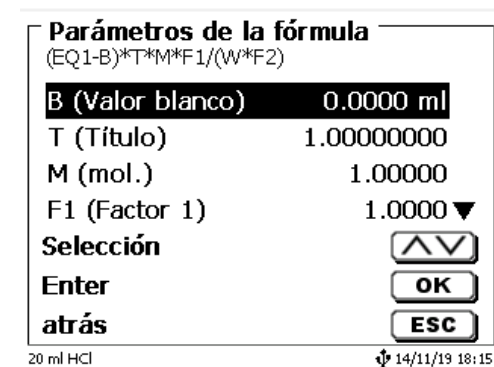 Parámetros de la fórmula
(EQ1-B)*T*M*F1/(W*F2)
B (Valor blanco) 0.0000 ml
T (Título) 1.00000000
M (mol.) 1.00000
F1 (Factor 1) 1.0000
Selección
Enter OK
atrás ESC
20 ml HCl 14/11/19 18:15